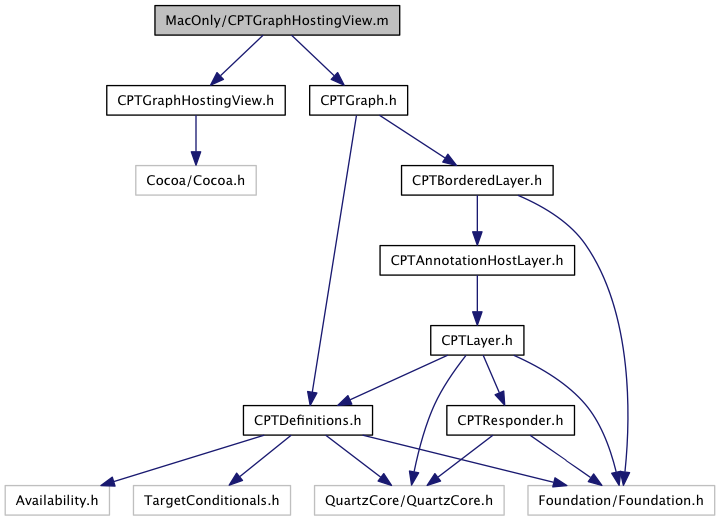 MacOnly/CPTGraphHostingView.m
CPTGraphHostingView.h
CPTGraph.h
Cocoa/Cocoa.h
CPTBorderedLayer.h
CPTAnnotationHostLayer.h
CPTLayer.h
CPTDefinitions.h
CPTResponder.h
Availability.h
TargetConditionals.h
QuartzCore/QuartzCore.h
Foundation/Foundation.h